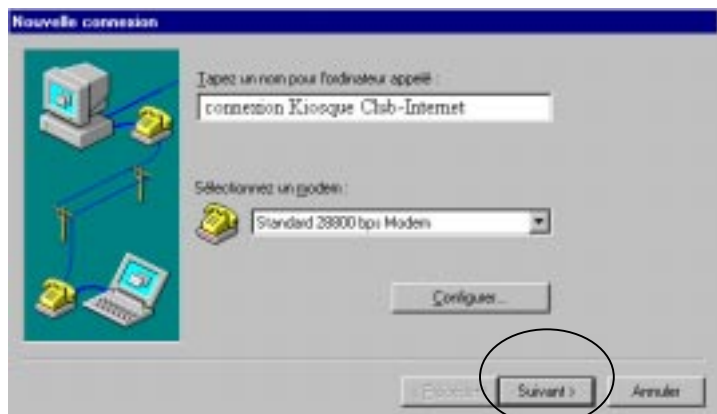 Nouvelle connexion
Tapez un nom pour l'ordinateur appelé :
connexion Kiosque Club-Internet
Sélectionnez un modem :
Standard 28800 bps Modem
Configurer...
< Précédent
Suivant >
Annuler